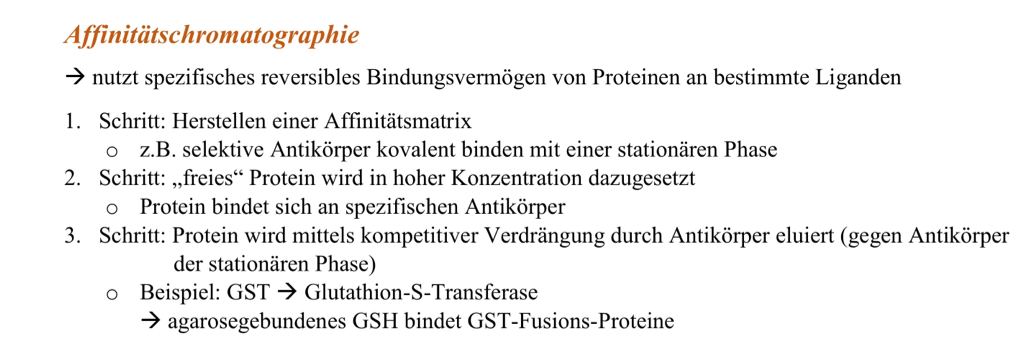 Affinitätschromatographie
→ nutzt spezifisches reversibles Bindungsvermögen von Proteinen an bestimmte Liganden
1. Schritt: Herstellen einer Affinitätsmatrix
o z.B. selektive Antikörper kovalent binden mit einer stationären Phase
2. Schritt: „freies“ Protein wird in hoher Konzentration dazugesetzt
o Protein bindet sich an spezifischen Antikörper
3. Schritt: Protein wird mittels kompetitiver Verdrängung durch Antikörper eluiert (gegen Antikörper
der stationären Phase)
o Beispiel: GST → Glutathion-S-Transferase
→ agarosegebundenes GSH bindet GST-Fusions-Proteine